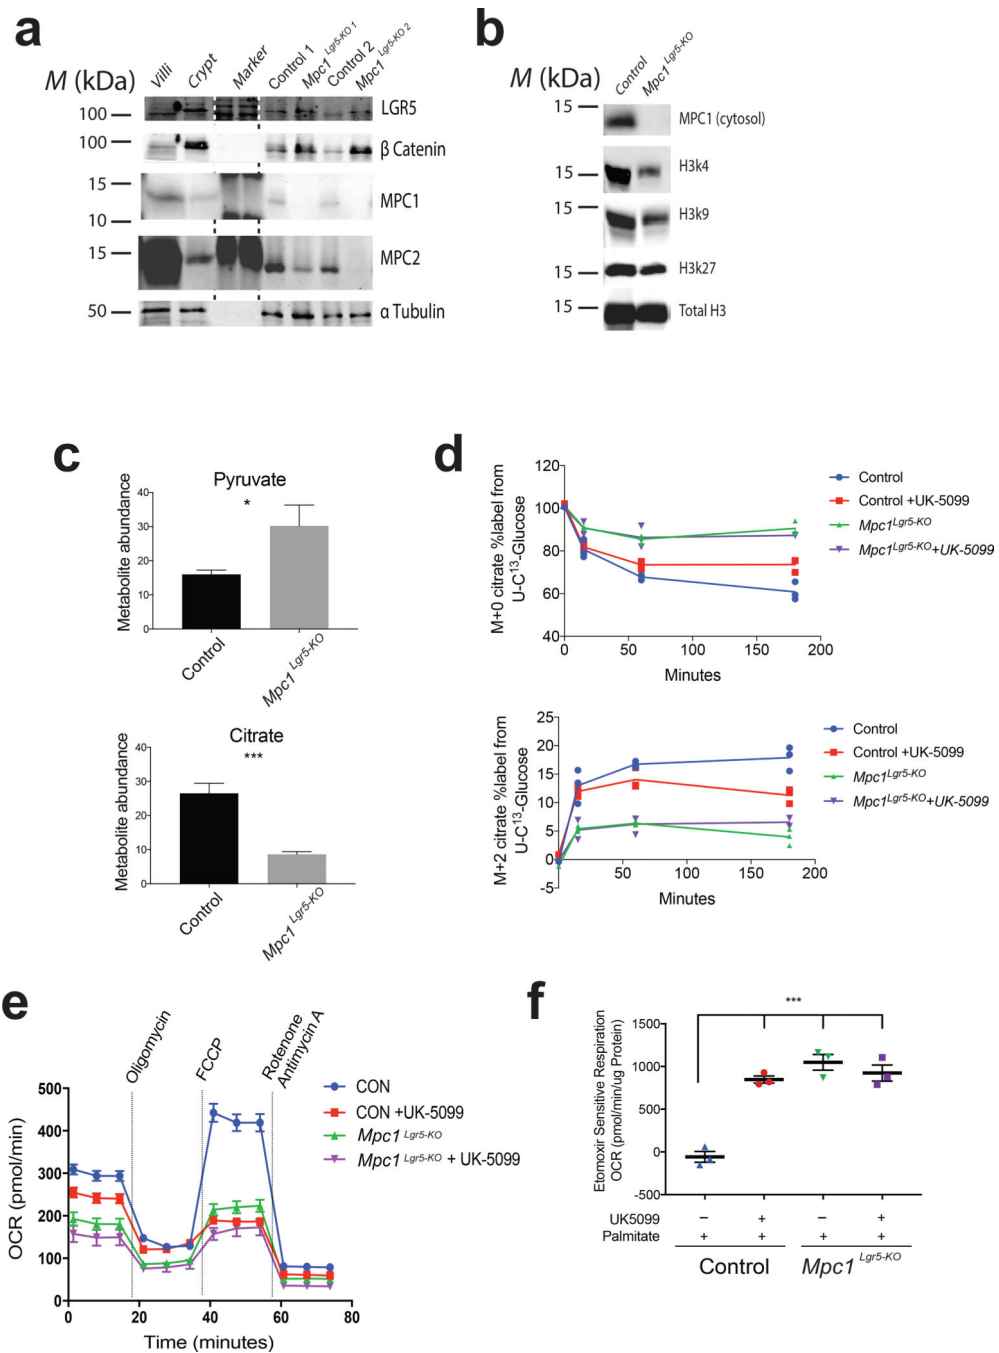 a
M (kDa)
Villi
Crypt
Marker
Control 1
Mpc1 Lgr5-KO 1
Control 2
Mpc1 Lgr5-KO 2
100
LGR5
100
β Catenin
15
10
MPC1
15
MPC2
50
α Tubulin
b
M (kDa)
Control
Mpc1 Lgr5-KO
15
MPC1 (cytosol)
15
H3k4
15
H3k9
15
H3k27
15
Total H3
c
Pyruvate
*
Metabolite abundance
40
30
20
10
0
Control
Mpc1 Lgr5-KO
Citrate
***
Metabolite abundance
40
30
20
10
0
Control
Mpc1 Lgr5-KO
d
M+0 citrate %label from
U-C13-Glucose
120
100
80
60
40
0 50 100 150 200
Minutes
Control
Control +UK-5099
Mpc1Lgr5-KO
Mpc1Lgr5-KO+UK-5099
M+2 citrate %label from
U-C13-Glucose
25
20
15
10
5
0
-5
50 100 150 200
Minutes
Control
Control +UK-5099
Mpc1Lgr5-KO
Mpc1Lgr5-KO+UK-5099
e
Oligomycin
FCCP
Rotenone
Antimycin A
OCR (pmol/min)
500
400
300
200
100
0
0 20 40 60 80
Time (minutes)
CON
CON +UK-5099
Mpc1 Lgr5-KO
Mpc1 Lgr5-KO + UK-5099
f
***
Etomoxir Sensitive Respiration
OCR (pmol/min/ug Protein)
1500
1000
500
0
-500
UK5099 − + − +
Palmitate + + + +
Control Mpc1 Lgr5-KO